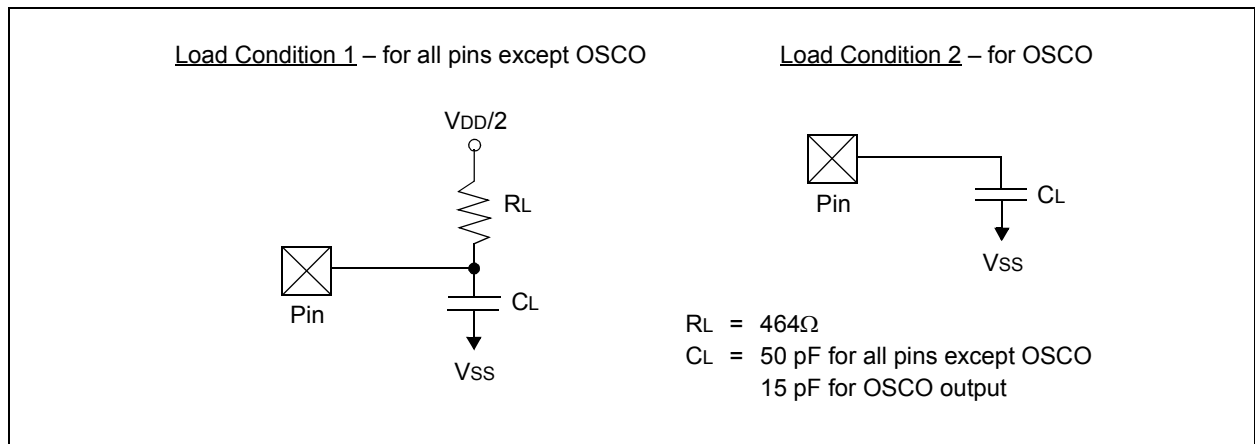 Load Condition 1 – for all pins except OSCO
VDD/2
RL
Pin
CL
VSS
Load Condition 2 – for OSCO
Pin
CL
VSS
RL = 464Ω
CL = 50 pF for all pins except OSCO
15 pF for OSCO output